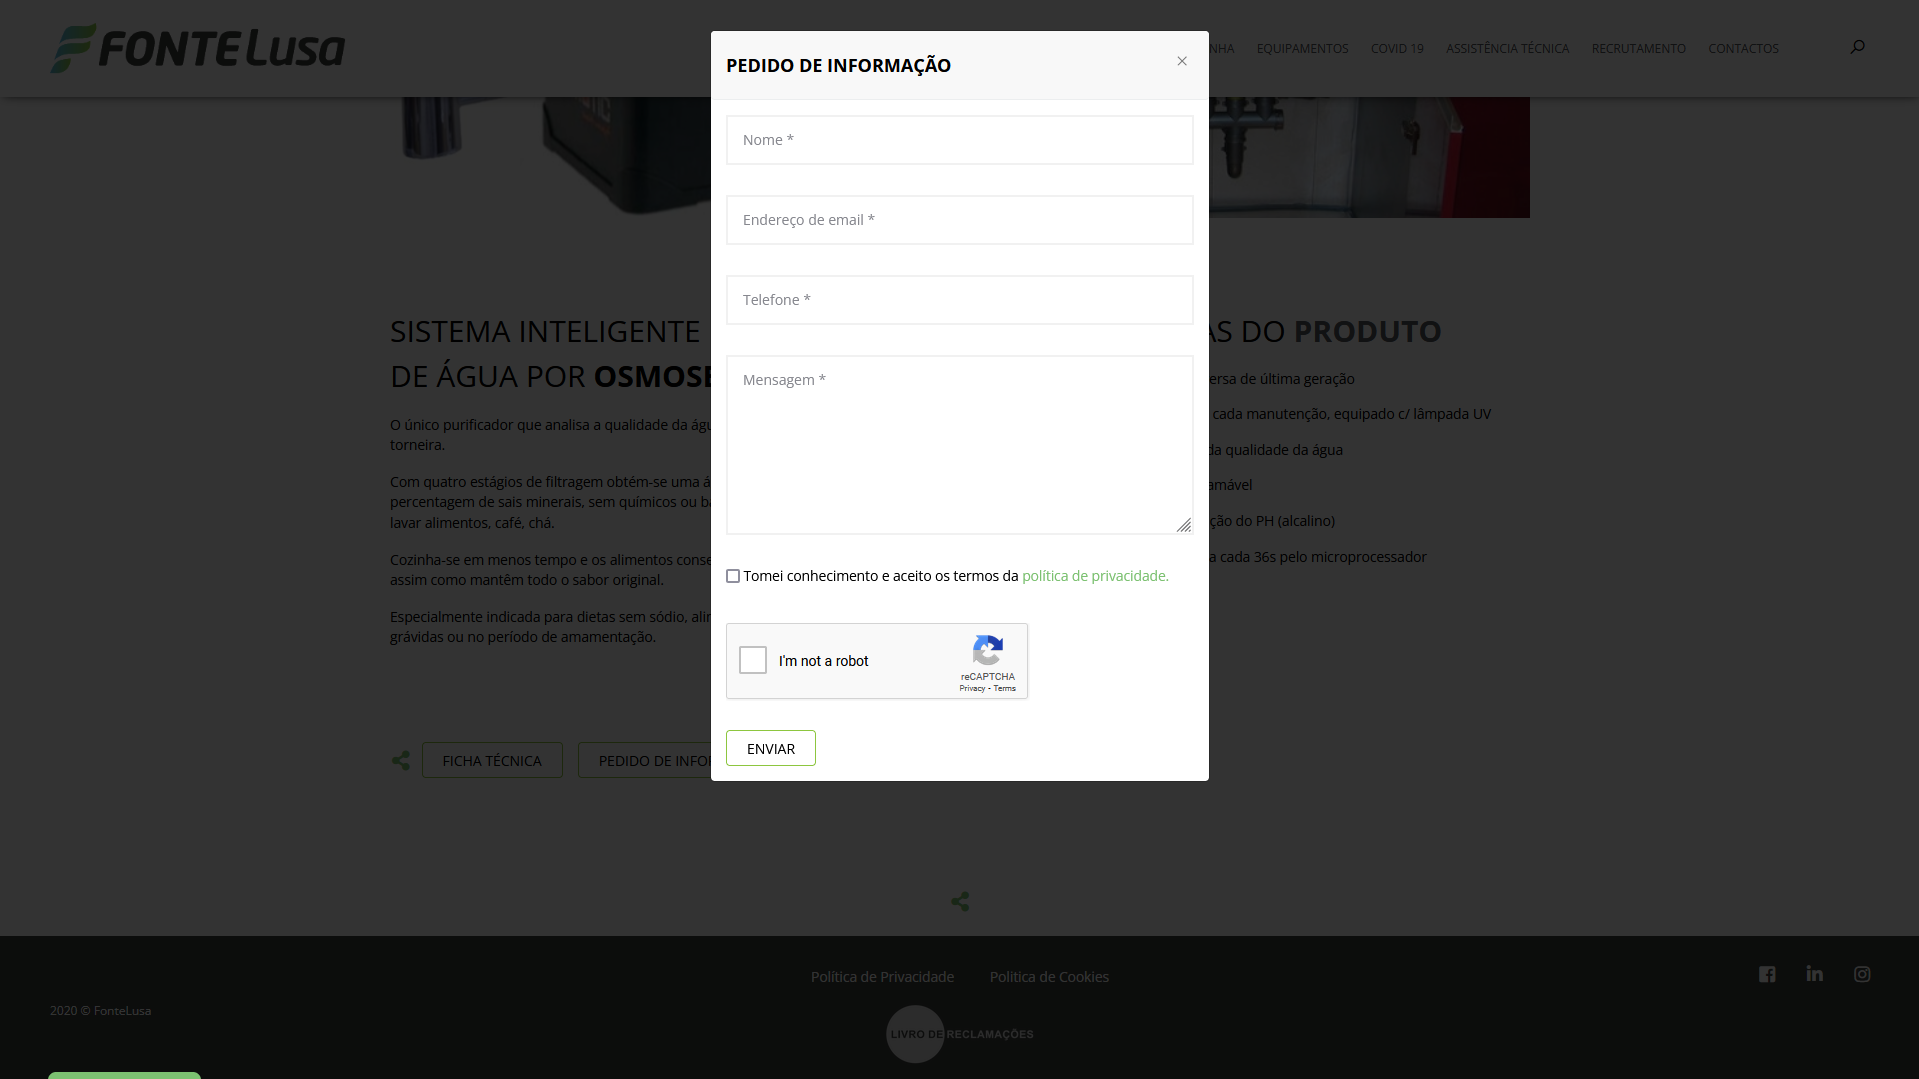 FONTELusa
NHA EQUIPAMENTOS COVID 19 ASSISTÊNCIA TÉCNICA RECRUTAMENTO CONTACTOS
PEDIDO DE INFORMAÇÃO
×
Nome *
Endereço de email *
Telefone *
Mensagem *
Tomei conhecimento e aceito os termos da política de privacidade.
I'm not a robot
reCAPTCHA
Privacy - Terms
ENVIAR
SISTEMA INTELIGENTE
DE ÁGUA POR OSMOSE
O único purificador que analisa a qualidade da águ
torneira.
Com quatro estágios de filtragem obtém-se uma á
percentagem de sais minerais, sem químicos ou ba
lavar alimentos, café, chá.
Cozinha-se em menos tempo e os alimentos conse
assim como mantêm todo o sabor original.
Especialmente indicada para dietas sem sódio, alim
grávidas ou no período de amamentação.
AS DO PRODUTO
ersa de última geração
cada manutenção, equipado c/ lâmpada UV
da qualidade da água
amável
ção do PH (alcalino)
a cada 36s pelo microprocessador
FICHA TÉCNICA
PEDIDO DE INFO
Política de Privacidade Politica de Cookies
2020 © FonteLusa
LIVRO DE RECLAMAÇÕES